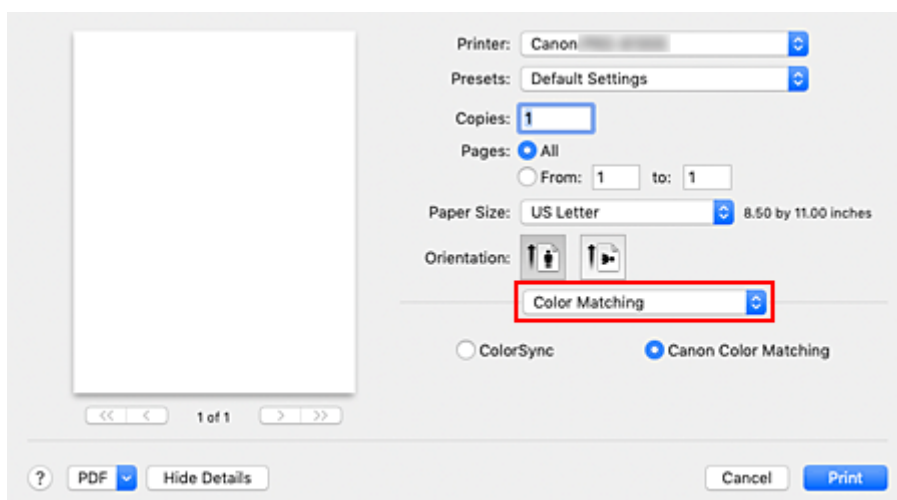 Printer: Canon
Presets: Default Settings
Copies: 1
Pages: All
From: 1 to: 1
Paper Size: US Letter 8.50 by 11.00 inches
Orientation:
Color Matching
ColorSync Canon Color Matching
<< < 1 of 1 > >>
? PDF Hide Details Cancel Print